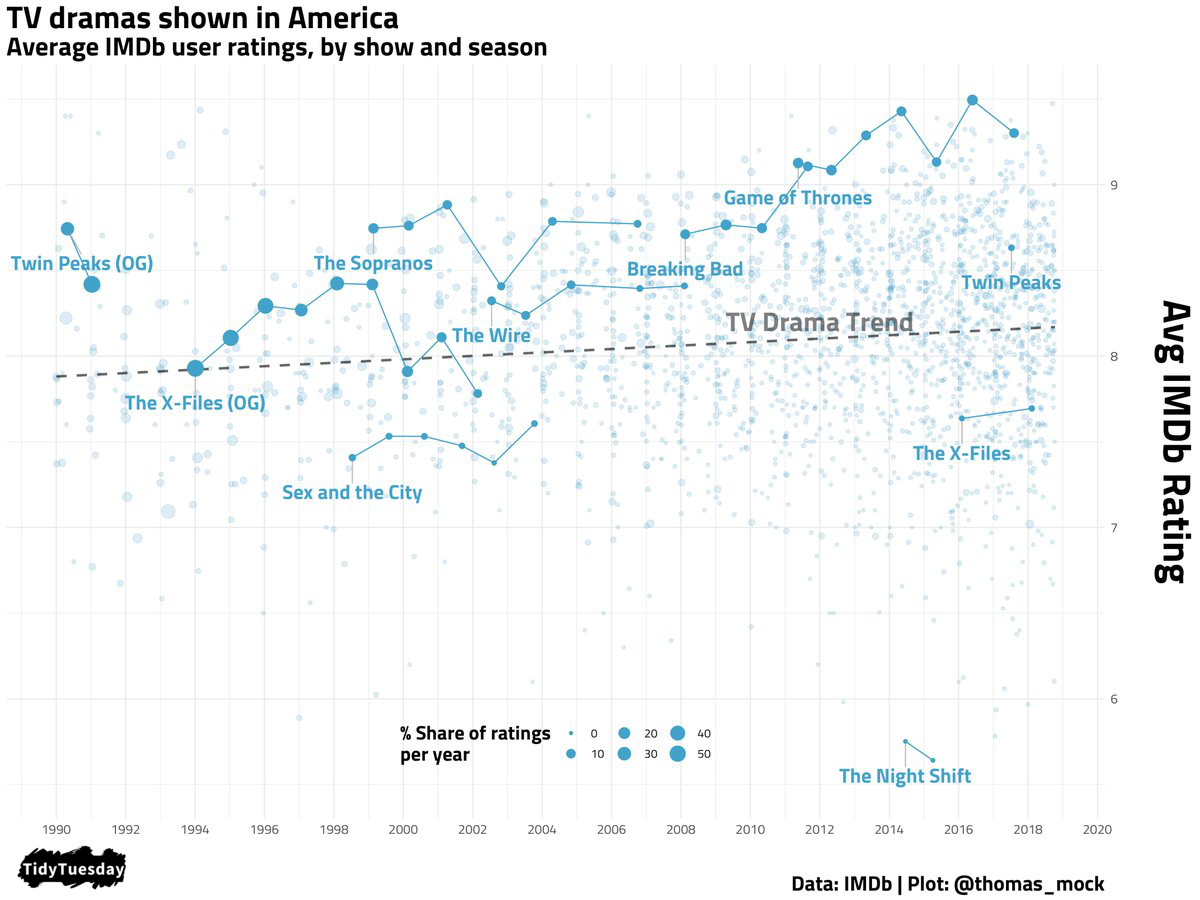 TV dramas shown in America
Average IMDb user ratings, by show and season
Twin Peaks (OG)
The X-Files (OG)
The Sopranos
Sex and the City
The Wire
Breaking Bad
Game of Thrones
TV Drama Trend
Twin Peaks
The X-Files
The Night Shift
9
8
7
6
Avg IMDb Rating
% Share of ratings
per year
0 20 40
10 30 50
1990 1992 1994 1996 1998 2000 2002 2004 2006 2008 2010 2012 2014 2016 2018 2020
TidyTuesday
Data: IMDb | Plot: @thomas_mock